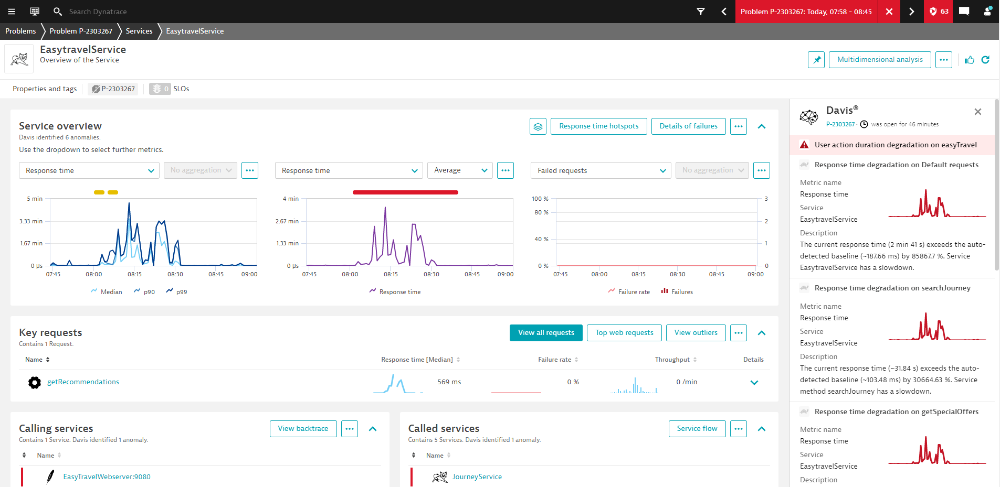 Search Dynatrace
Problem P-2303267: Today, 07:58 - 08:45
63
Problems
Problem P-2303267
Services
EasytravelService
EasytravelService
Overview of the Service
Multidimensional analysis
Properties and tags
P-2303267
0
SLOs
Service overview
Davis identified 6 anomalies.
Use the dropdown to select further metrics.
Response time hotspots
Details of failures
Response time
No aggregation
Response time
Average
Failed requests
No aggregation
5 min
3.33 min
1.67 min
0 µs
07:45 08:00 08:15 08:30 08:45 09:00
Median p90 p99
4 min
2.67 min
1.33 min
0 µs
07:45 08:00 08:15 08:30 08:45 09:00
Response time
100 % 3
80 %
2
40 % 1
0 % 0
07:45 08:00 08:15 08:30 08:45 09:00
Failure rate Failures
Key requests
Contains 1 Request.
View all requests
Top web requests
View outliers
Name Response time [Median] Failure rate Throughput Details
getRecommendations 569 ms 0 % 0 /min
Calling services
Contains 1 Service. Davis identified 1 anomaly.
View backtrace
Name
EasyTravelWebserver:9080
Called services
Contains 5 Services. Davis identified 1 anomaly.
Service flow
Name
JourneyService
Davis®
P-2303267 · was open for 46 minutes
User action duration degradation on easyTravel
Response time degradation on Default requests
Metric name
Response time
Service
EasytravelService
Description
The current response time (2 min 41 s) exceeds the auto-
detected baseline (~187.66 ms) by 85867.7 %. Service
EasytravelService has a slowdown.
Response time degradation on searchJourney
Metric name
Response time
Service
EasytravelService
Description
The current response time (~31.84 s) exceeds the auto-
detected baseline (~103.48 ms) by 30664.63 %. Service
method searchJourney has a slowdown.
Response time degradation on getSpecialOffers
Metric name
Response time
Service
EasytravelService
Description